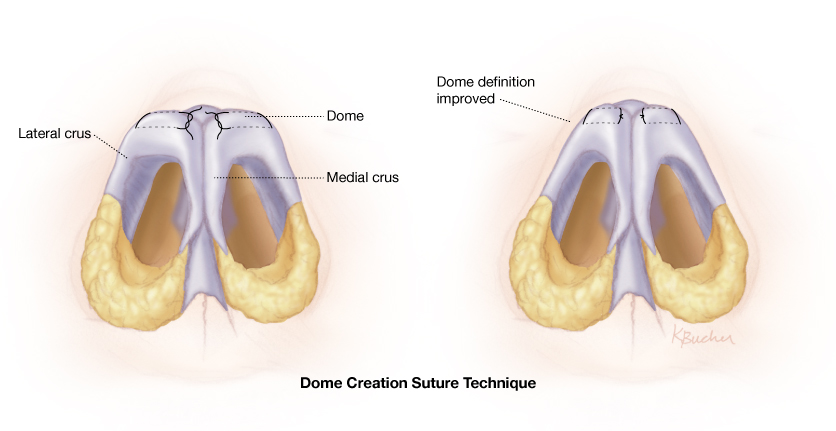 Dome definition
improved
Dome
Lateral crus
Medial crus
KBucher
Dome Creation Suture Technique